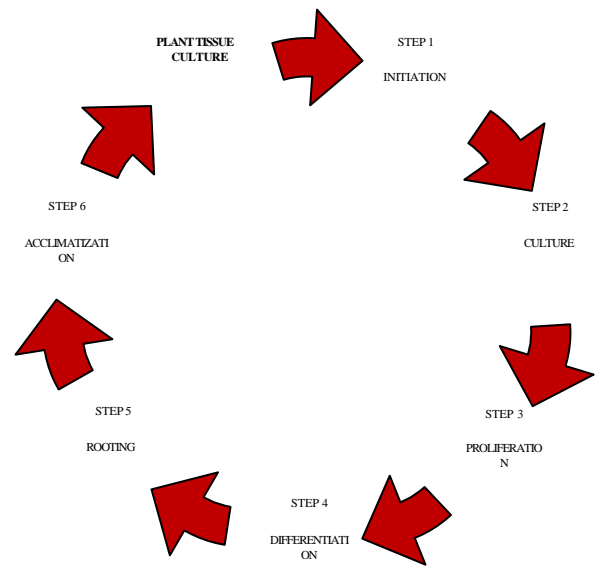 PLANT TISSUE
CULTURE
STEP 1
INITIATION
STEP 2
CULTURE
STEP 3
PROLIFERATIO
N
STEP 4
DIFFERENTIATI
ON
STEP 5
ROOTING
STEP 6
ACCLIMATIZATI
ON